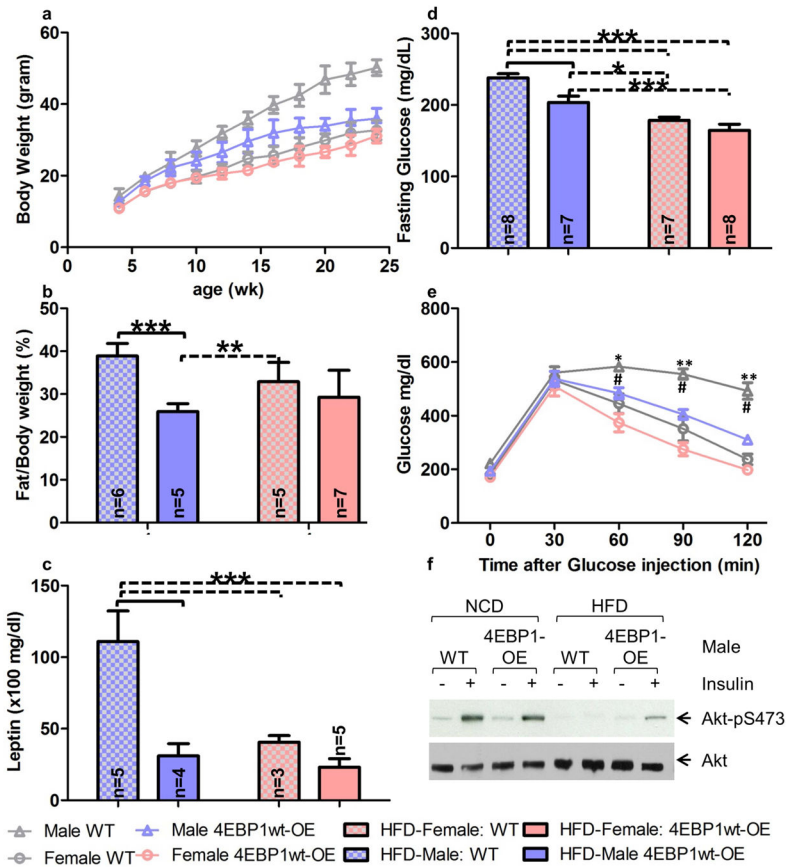 a
Body Weight (gram)
60
40
20
0
0 5 10 15 20 25
age (wk)
b
Fat/Body weight (%)
50
40
30
20
10
0
***
**
n=6
n=5
n=5
n=7
c
Leptin (x100 mg/dl)
150
100
50
0
***
n=5
n=4
n=3
n=5
d
Fasting Glucose (mg/dL)
300
200
100
0
***
*
***
n=8
n=7
n=7
n=8
e
Glucose mg/dl
800
600
400
200
0
* ** **
# # #
0 30 60 90 120
Time after Glucose injection (min)
f
NCD HFD
4EBP1- 4EBP1-
WT OE WT OE Male
- + - + - + - + Insulin
Akt-pS473
Akt
Male WT Male 4EBP1wt-OE HFD-Female: WT HFD-Female: 4EBP1wt-OE
Female WT Female 4EBP1wt-OE HFD-Male: WT HFD-Male 4EBP1wt-OE